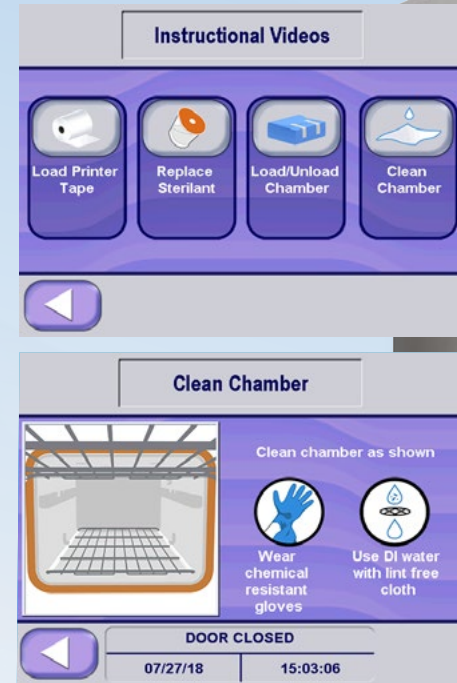 Instructional Videos
Load Printer
Tape
Replace
Sterilant
Load/Unload
Chamber
Clean
Chamber
Clean Chamber
Clean chamber as shown
Wear
chemical
resistant
gloves
Use DI water
with lint free
cloth
DOOR CLOSED
07/27/18
15:03:06